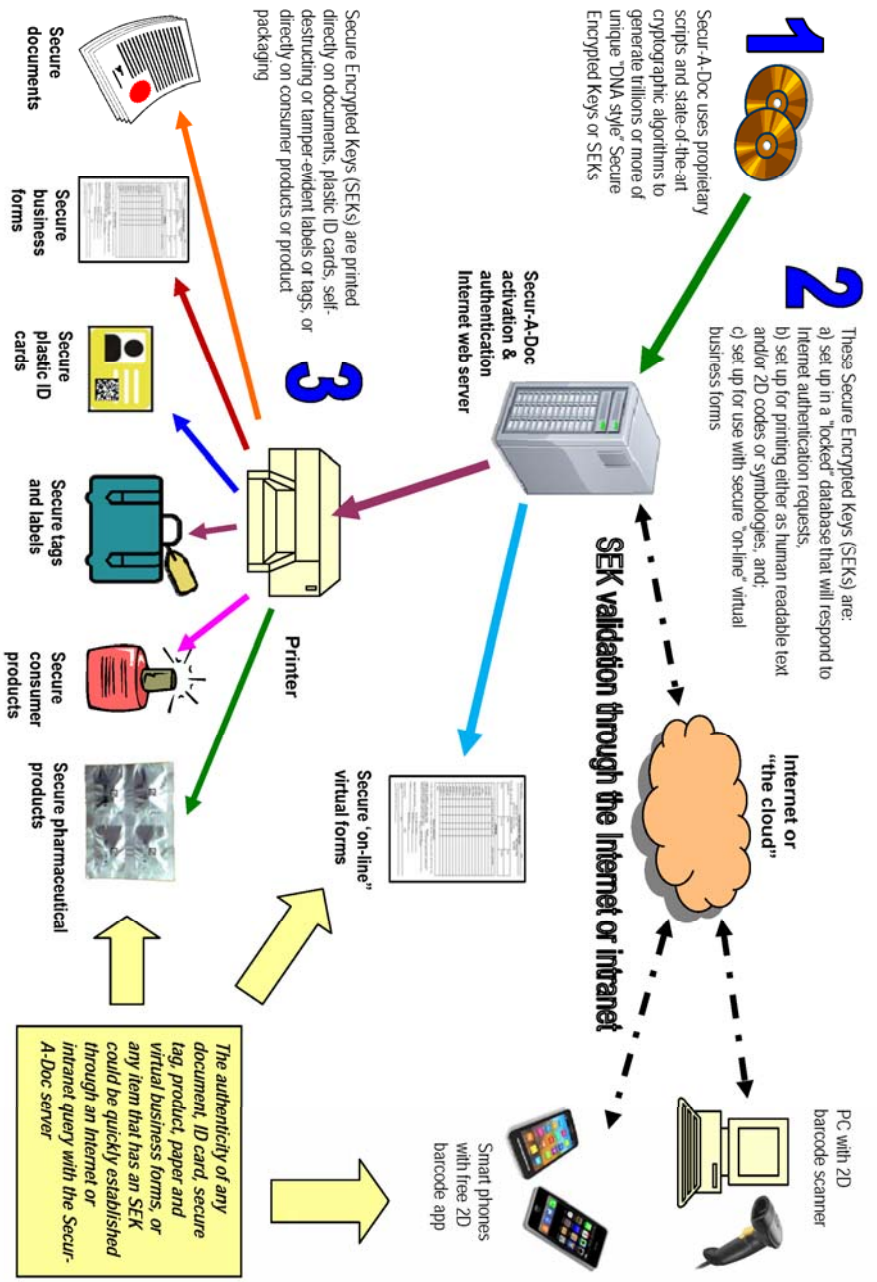 1
Secur-A-Doc uses proprietary
scripts and state-of-the-art
cryptographic algorithms to
generate trillions or more of
unique "DNA style" Secure
Encrypted Keys or SEKs
2
These Secure Encrypted Keys (SEKs) are:
a) set up in a "locked" database that will respond to
Internet authentication requests,
b) set up for printing either as human readable text
and/or 2D codes or symbologies, and;
c) set up for use with secure "on-line" virtual
business forms
Secur-A-Doc
activation &
authentication
Internet web server
SEK validation through the Internet or intranet
Internet or
"the cloud"
PC with 2D
barcode scanner
Smart phones
with free 2D
barcode app
3
Secure Encrypted Keys (SEKs) are printed
directly on documents, plastic ID cards, self-
destructing or tamper-evident labels or tags, or
directly on consumer products or product
packaging
Printer
Secure 'on-line"
virtual forms
Secure
documents
Secure
business
forms
Secure
plastic ID
cards
Secure tags
and labels
Secure
consumer
products
Secure pharmaceutical
products
The authenticity of any
document, ID card, secure
tag, product, paper and
virtual business forms, or
any item that has an SEK
could be quickly established
through an Internet or
intranet query with the Secur-
A-Doc server